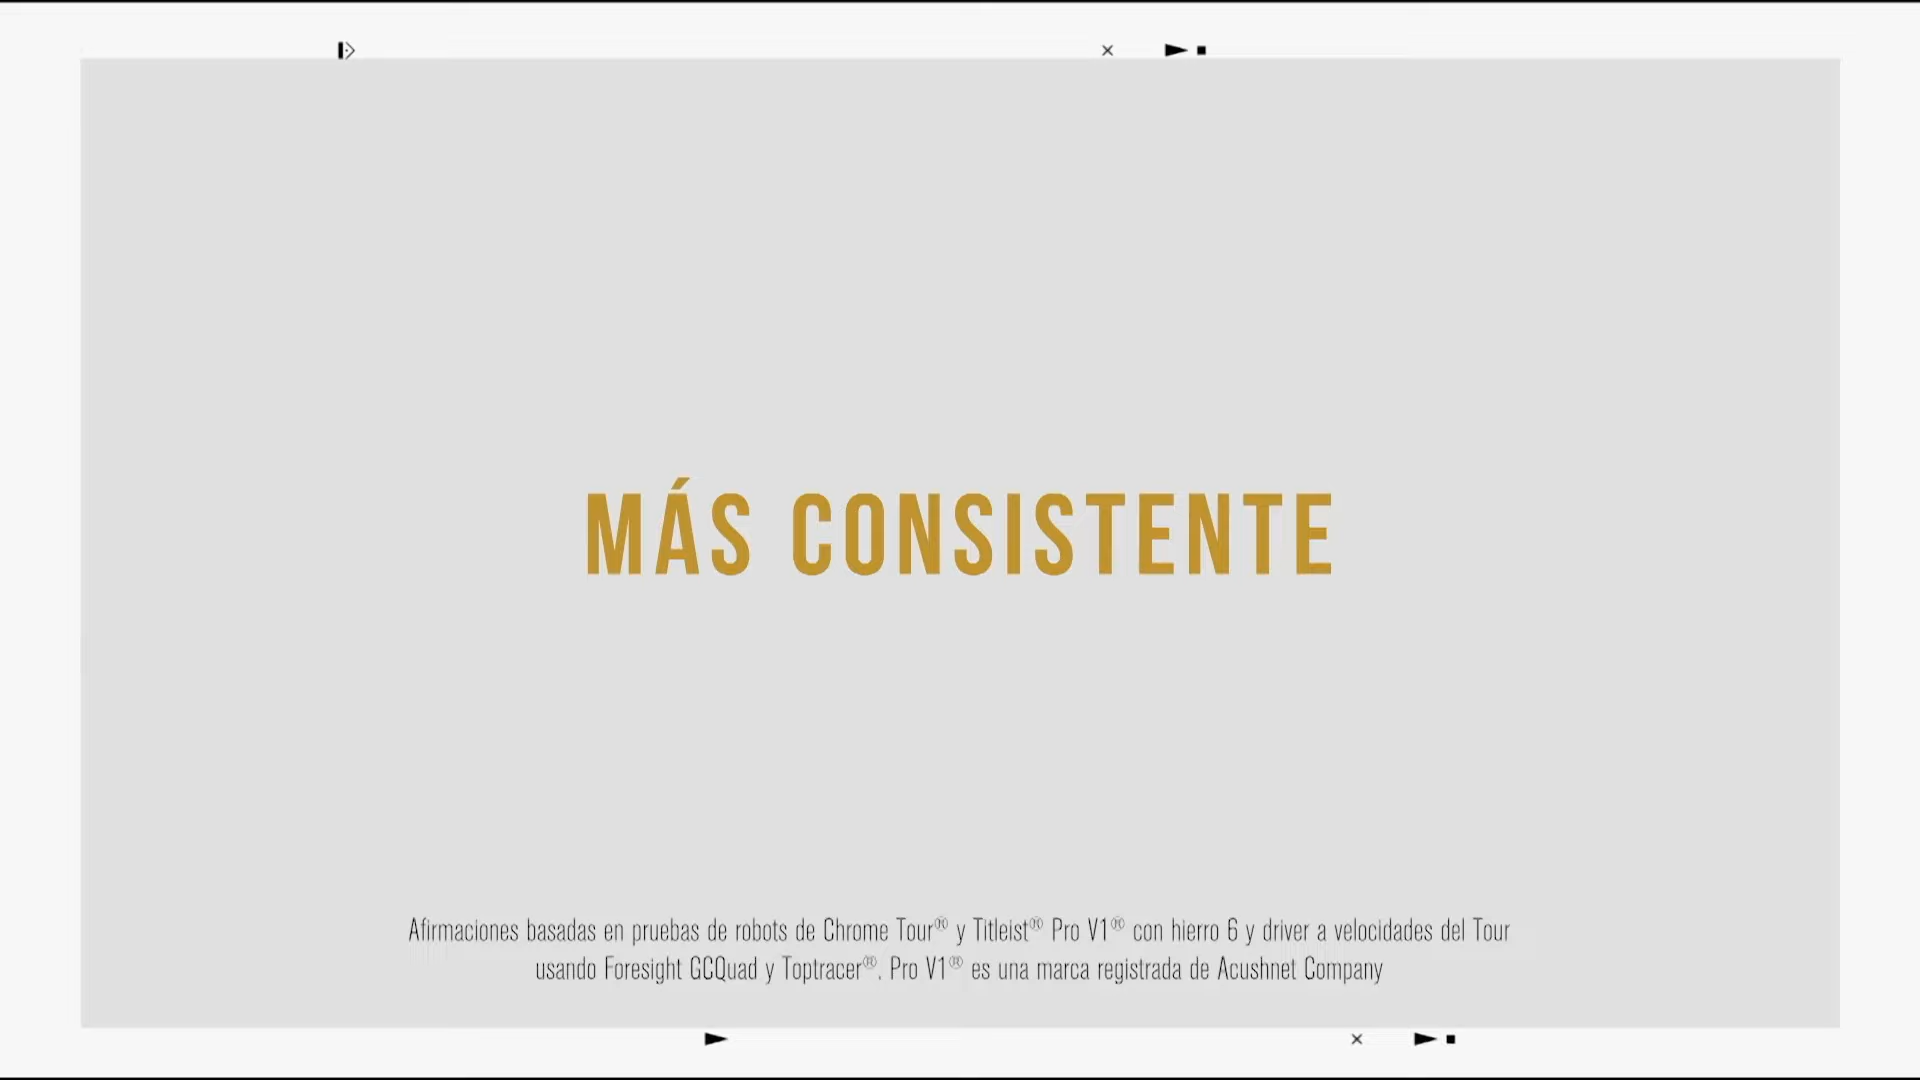 MÁS CONSISTENTE
Afirmaciones basadas en pruebas de robots de Chrome Tour® y Titleist® Pro V1® con hierro 6 y driver a velocidades del Tour
usando Foresight GCQuad y Toptracer®. Pro V1® es una marca registrada de Acushnet Company